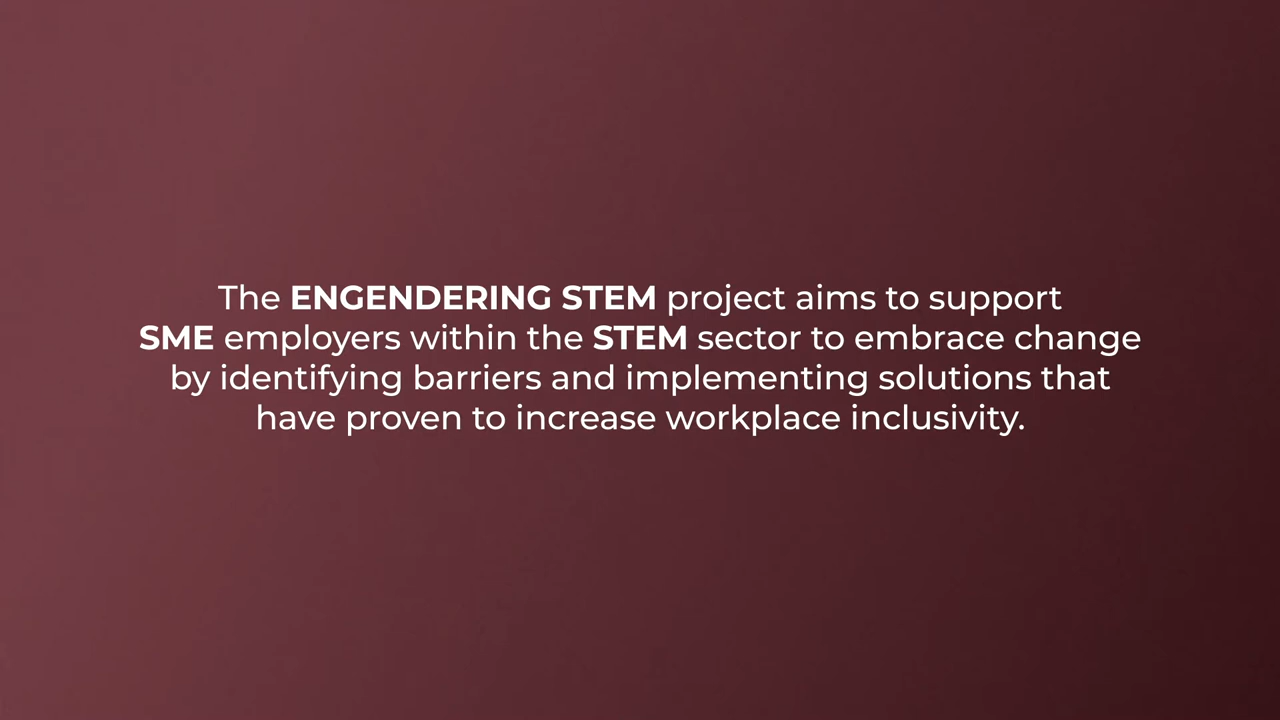 The ENGENDERING STEM project aims to support
SME employers within the STEM sector to embrace change
by identifying barriers and implementing solutions that
have proven to increase workplace inclusivity.